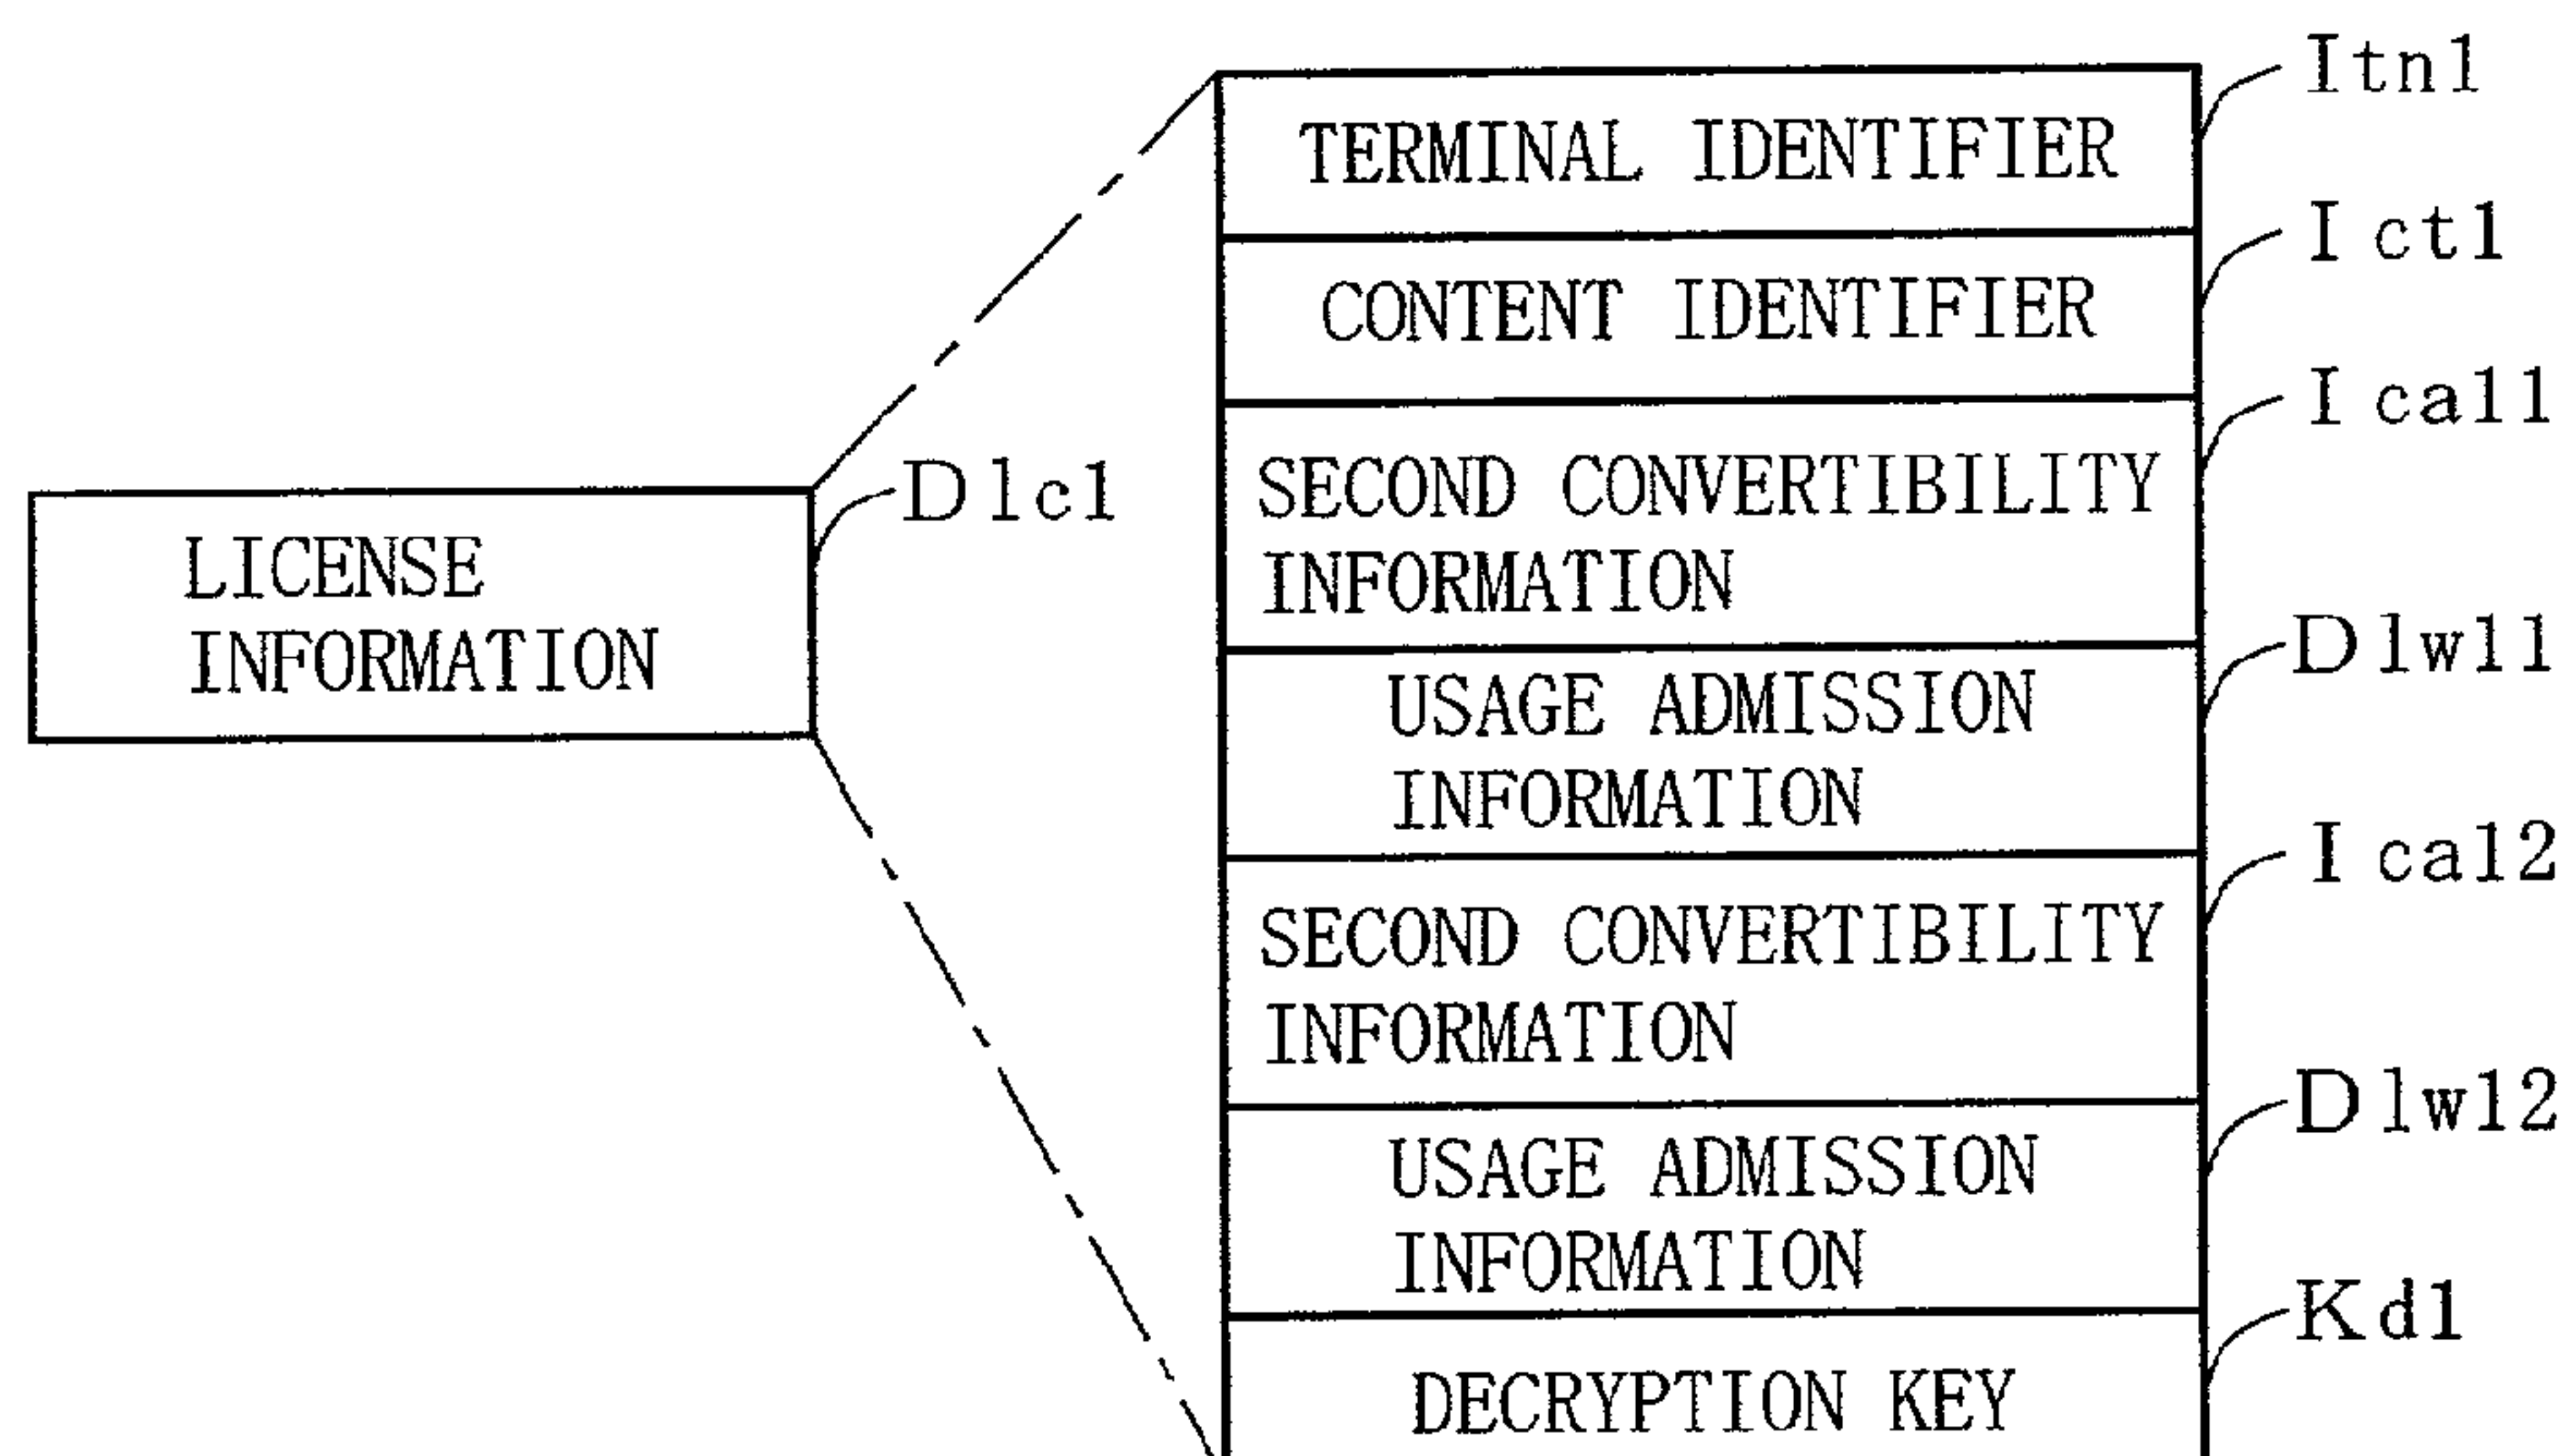 Itn1
TERMINAL IDENTIFIER
Ict1
CONTENT IDENTIFIER
Ica11
SECOND CONVERTIBILITY
INFORMATION
Dlc1
LICENSE
INFORMATION
Dlw11
USAGE ADMISSION
INFORMATION
Ica12
SECOND CONVERTIBILITY
INFORMATION
Dlw12
USAGE ADMISSION
INFORMATION
Kd1
DECRYPTION KEY